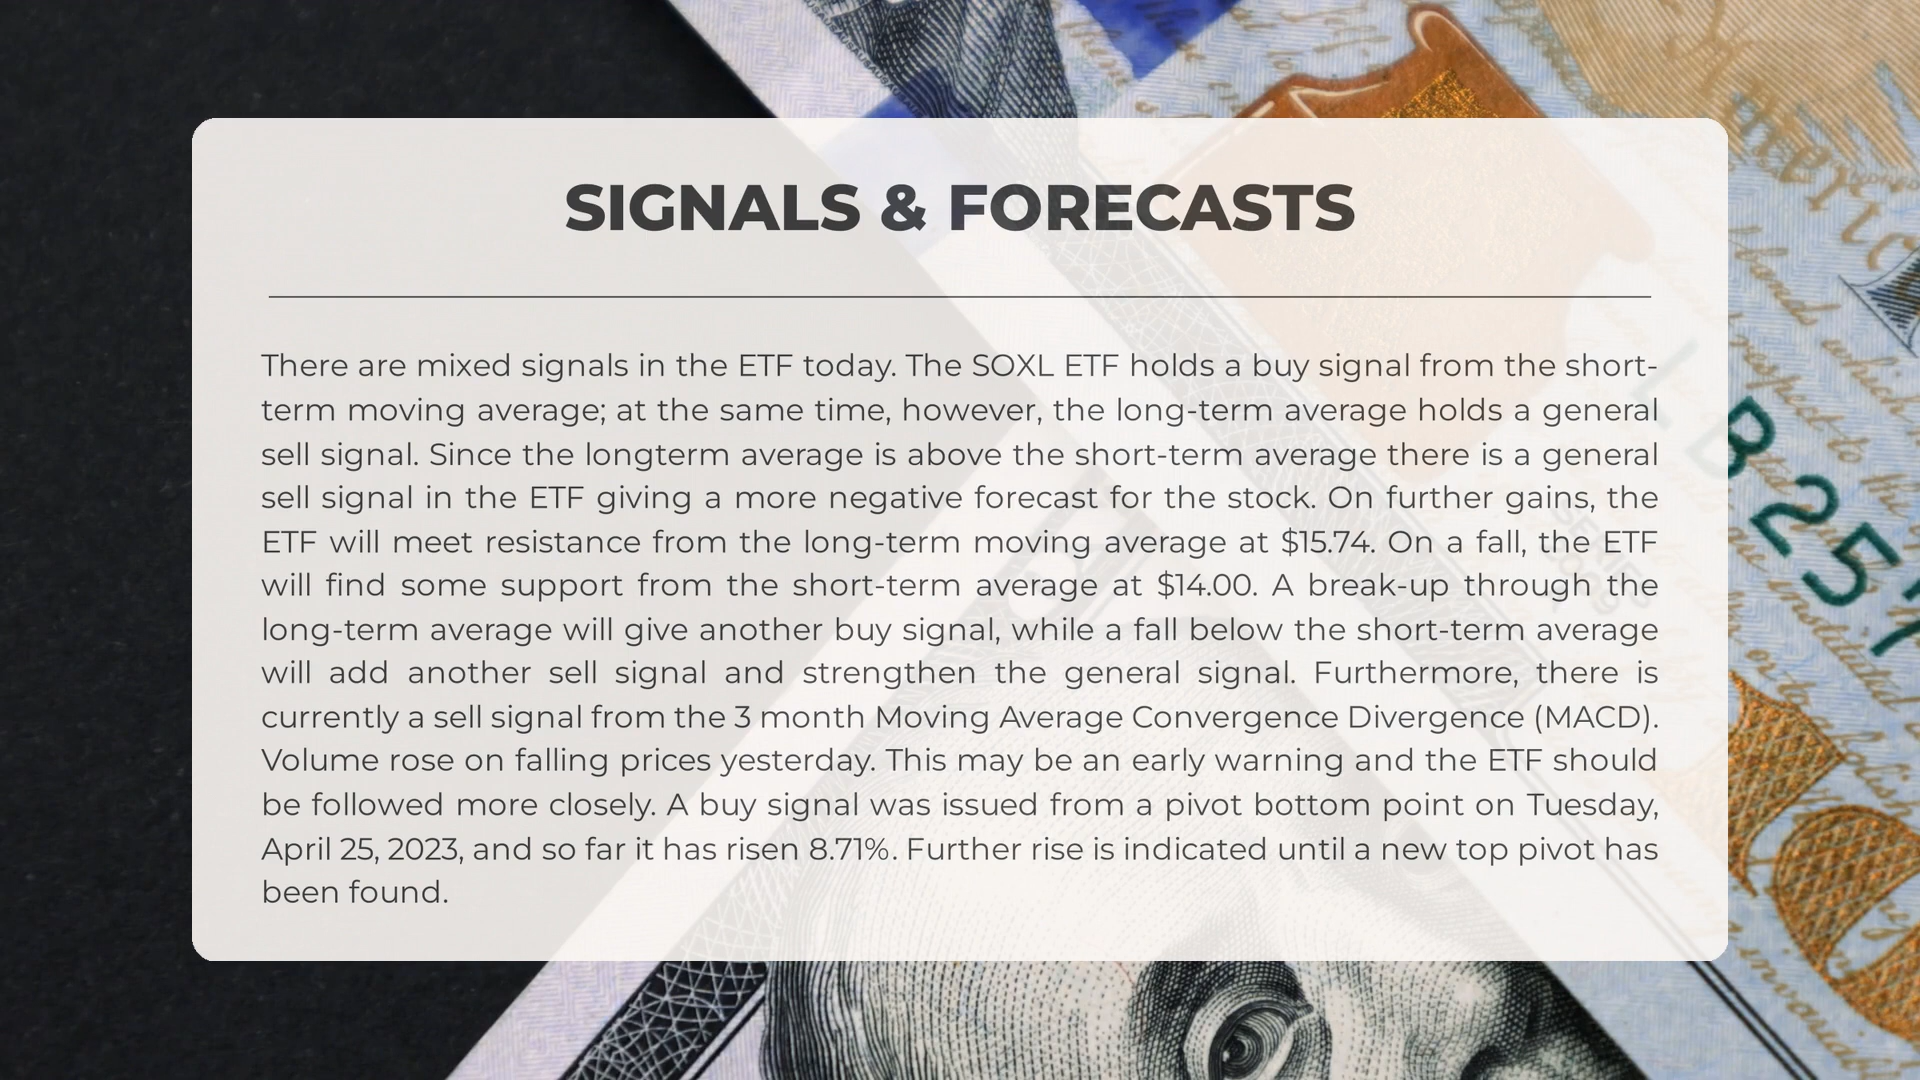 SIGNALS & FORECASTS
There are mixed signals in the ETF today. The SOXL ETF holds a buy signal from the short-
term moving average; at the same time, however, the long-term average holds a general
sell signal. Since the longterm average is above the short-term average there is a general
sell signal in the ETF giving a more negative forecast for the stock. On further gains, the
ETF will meet resistance from the long-term moving average at $15.74. On a fall, the ETF
will find some support from the short-term average at $14.00. A break-up through the
long-term average will give another buy signal, while a fall below the short-term average
will add another sell signal and strengthen the general signal. Furthermore, there is
currently a sell signal from the 3 month Moving Average Convergence Divergence (MACD).
Volume rose on falling prices yesterday. This may be an early warning and the ETF should
be followed more closely. A buy signal was issued from a pivot bottom point on Tuesday,
April 25, 2023, and so far it has risen 8.71%. Further rise is indicated until a new top pivot has
been found.
LB257